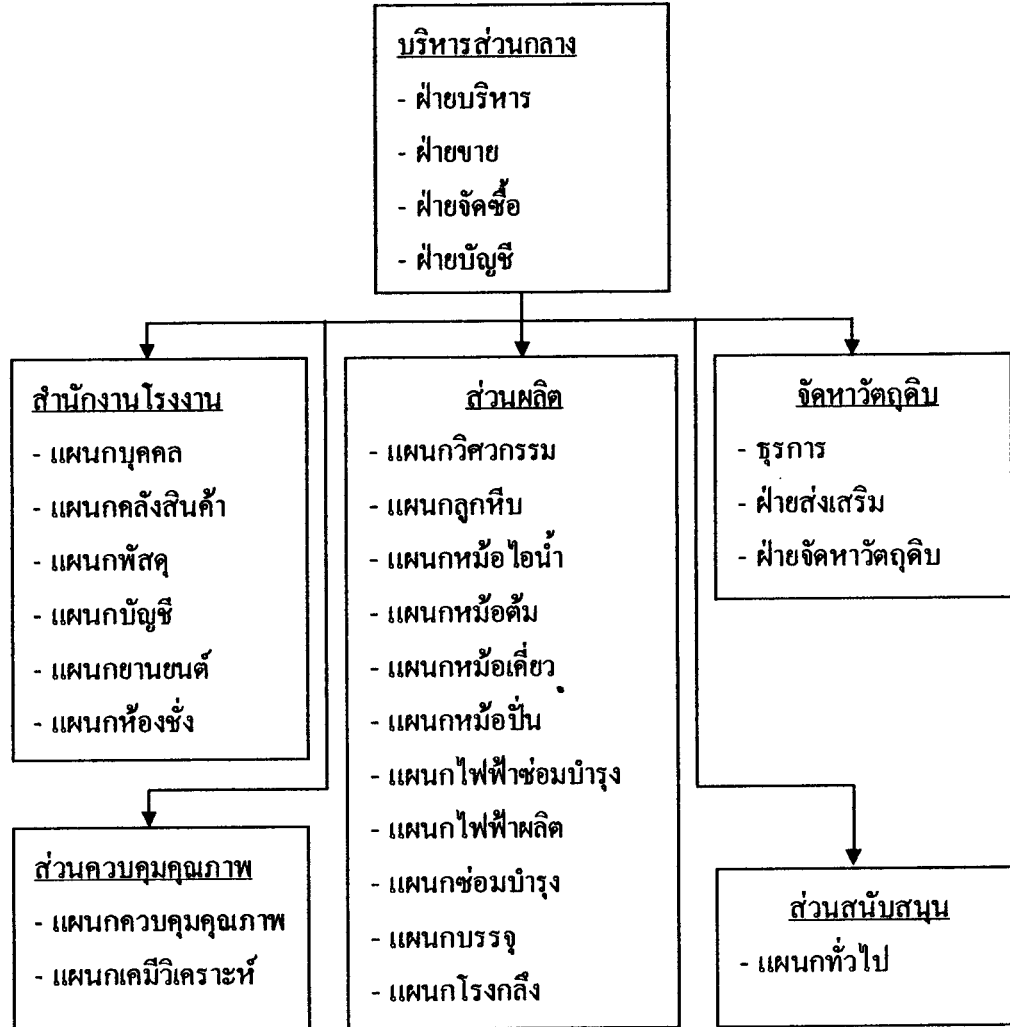 บริหารส่วนกลาง
- ฝ่ายบริหาร
- ฝ่ายขาย
- ฝ่ายจัดซื้อ
- ฝ่ายบัญชี
สำนักงานโรงงาน
- แผนกบุคคล
- แผนกคลังสินค้า
- แผนกพัสดุ
- แผนกบัญชี
- แผนกยานยนต์
- แผนกห้องชั่ง
ส่วนผลิต
- แผนกวิศวกรรม
- แผนกลูกหีบ
- แผนกหม้อไอน้ำ
- แผนกหม้อต้ม
- แผนกหม้อเคี่ยว
- แผนกหม้อปั่น
- แผนกไฟฟ้าซ่อมบำรุง
- แผนกไฟฟ้าผลิต
- แผนกซ่อมบำรุง
- แผนกบรรจุ
- แผนกโรงกลึง
จัดหาวัตถุดิบ
- ธุรการ
- ฝ่ายส่งเสริม
- ฝ่ายจัดหาวัตถุดิบ
ส่วนควบคุมคุณภาพ
- แผนกควบคุมคุณภาพ
- แผนกเคมีวิเคราะห์
ส่วนสนับสนุน
- แผนกทั่วไป